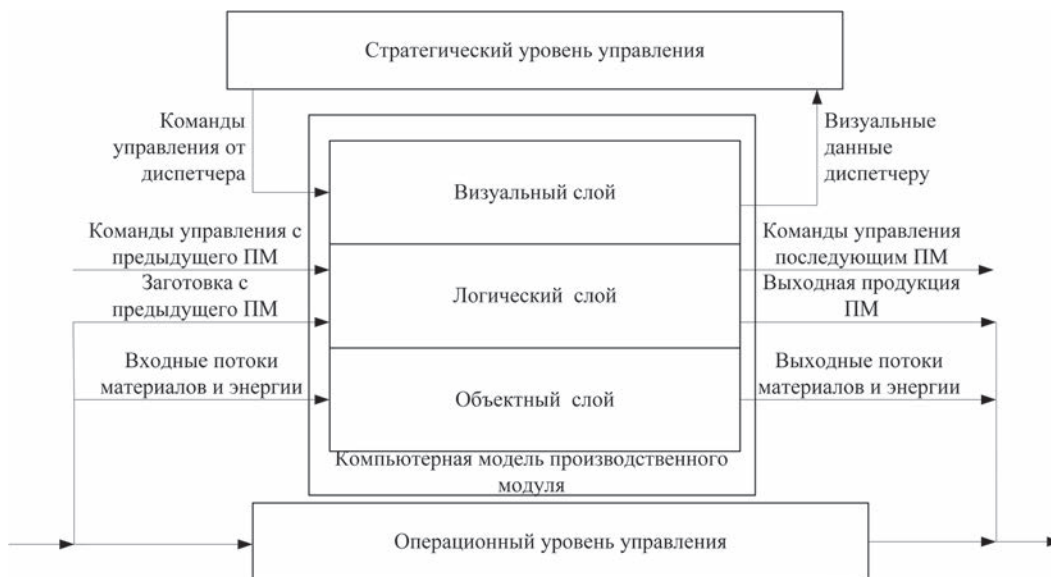 Стратегический уровень управления
Команды
управления от
диспетчера
Визуальные
данные
диспетчеру
Визуальный слой
Команды управления с
предыдущего ПМ
Заготовка с
предыдущего ПМ
Команды управления
последующим ПМ
Выходная продукция
ПМ
Логический слой
Входные потоки
материалов и энергии
Выходные потоки
материалов и энергии
Объектный слой
Компьютерная модель производственного
модуля
Операционный уровень управления